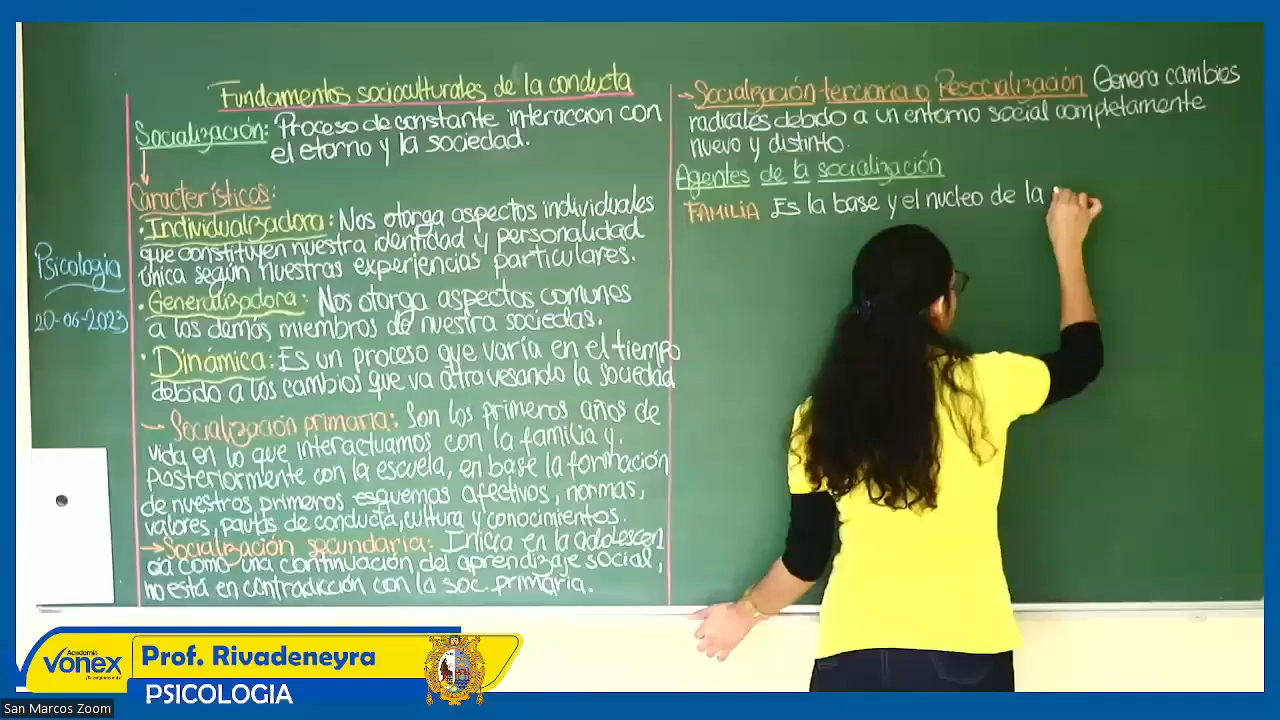 Fundamentos socioculturales de la conducta
Socialización: Proceso de constante interaccion con
el etorno y la sociedad.
Característicos:
· Individualizadora: Nos otorga aspectos individuales
que constituyen nuestra identidad y personalidad
única según nuestras experiencias particulares.
· Generalizadora: Nos otorga aspectos comunes
a los demás miembros de nuestra sociedas.
· Dinámica: Es un proceso que varía en el tiempo
debido a los cambios que va atravesando la sociedad
→ Socialización primaria: Son los primeros años de
vida en lo que interactuamos con la familia y.
posteriormente con la escuela, en base la formación
de nuestros primeros esquemas afectivos, normas,
valores, pautas de conducta, cultura y conocimientos.
→ Socialización secundaria: Inicia en la adolescen
cia como una continuación del aprendizaje social,
no está en contradicción con la soc. primaria.
Psicologia
20-06-2023
→ Socialización terciaria o Resocialización Genera cambios
radicales debido a un entorno social completamente
nuevo y distinto.
Agentes de la socialización
FAMILIA Es la base y el nucleo de la
Academia
vonex
Prof. Rivadeneyra
PSICOLOGIA
San Marcos Zoom